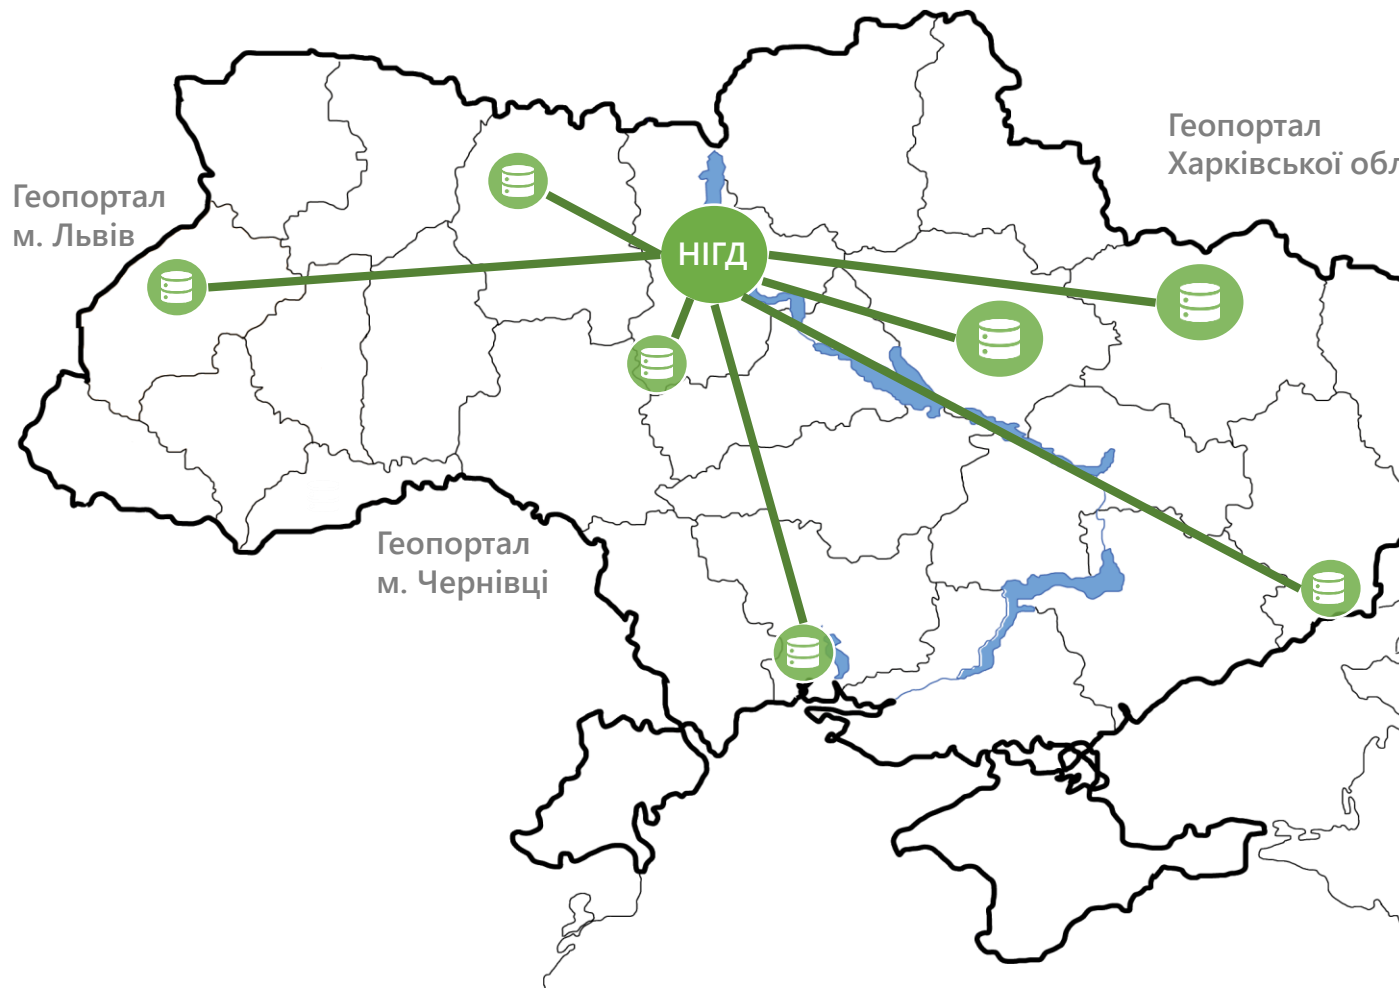 Геопортал
Харківської обл
Геопортал
м. Львів
НІГД
Геопортал
м. Чернівці